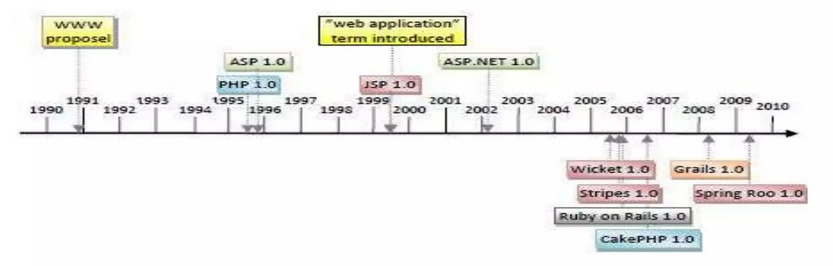 WWW
proposel
"web application"
term introduced
ASP 1.0
ASP.NET 1.0
PHP 1.0
JSP 1.0
1990 1991 1992 1993 1994 1995 1996 1997 1998 1999 2000 2001 2002 2003 2004 2005 2006 2007 2008 2009 2010
Wicket 1.0
Grails 1.0
Stripes 1.0
Spring Roo 1.0
Ruby on Rails 1.0
CakePHP 1.0